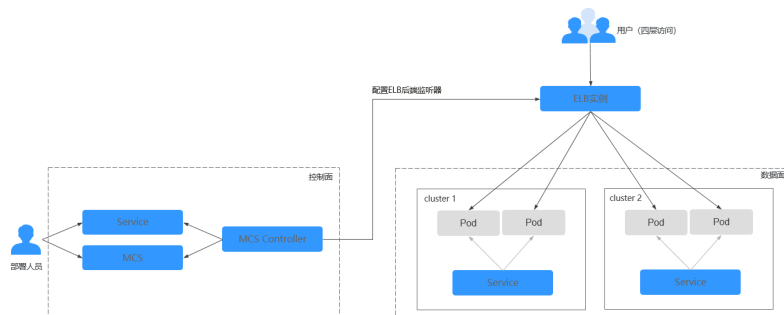 用户（四层访问）
配置ELB后端监听器
ELB实例
控制面
数据面
cluster 1
cluster 2
Service
MCS Controller
Pod
Pod
Pod
Pod
部署人员
MCS
Service
Service